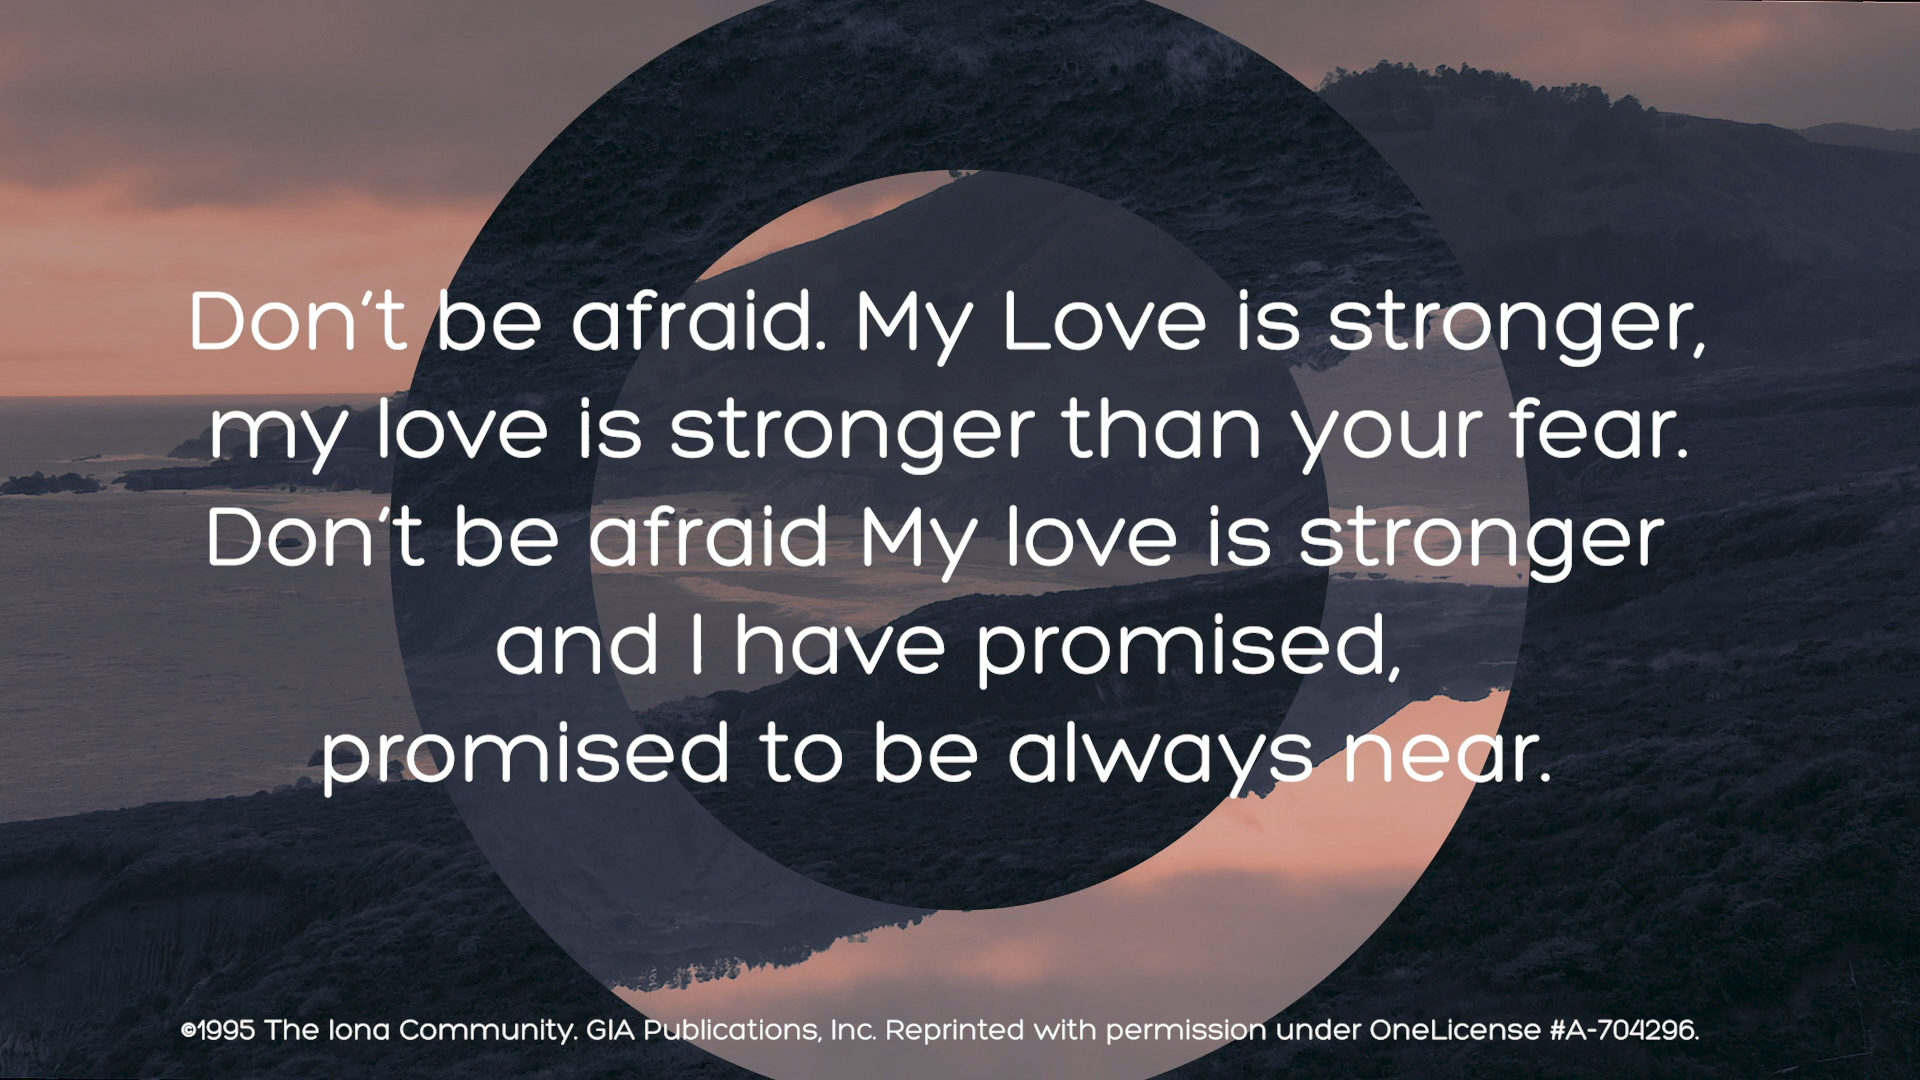 Don't be afraid. My Love is stronger,
my love is stronger than your fear.
Don't be afraid My love is stronger
and I have promised,
promised to be always near.
©1995 The Iona Community. GIA Publications, Inc. Reprinted with permission under OneLicense #A-704296.